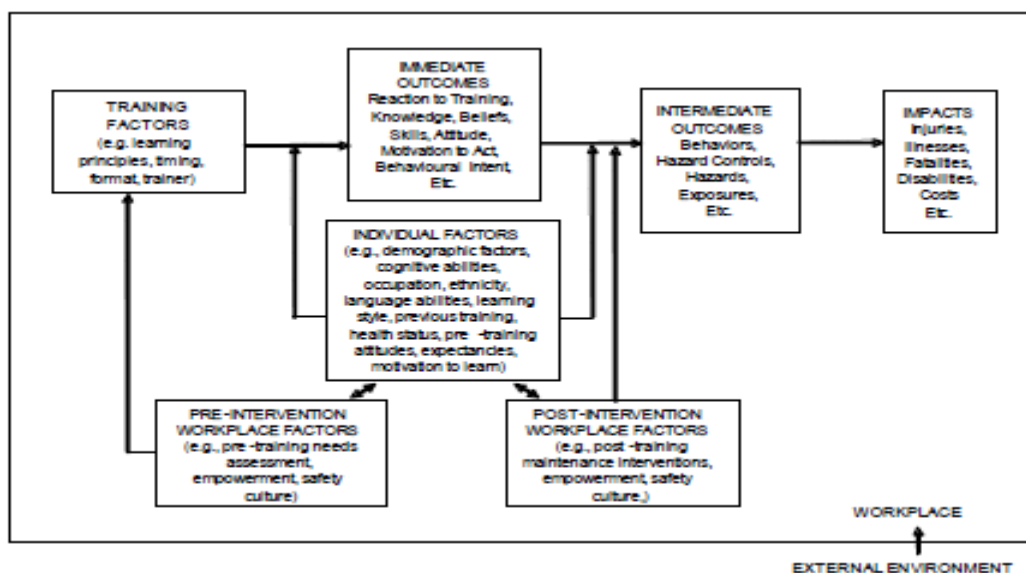 TRAINING
FACTORS
(e.g. learning
principles, timing,
format, trainer)
IMMEDIATE
OUTCOMES
Reaction to Training,
Knowledge, Beliefs,
Skills, Attitude,
Motivation to Act,
Behavioural Intent,
Etc.
INTERMEDIATE
OUTCOMES
Behaviors,
Hazard Controls,
Hazards,
Exposures,
Etc.
IMPACTS
Injuries,
Illnesses,
Fatalities,
Disabilities,
Costs
Etc.
INDIVIDUAL FACTORS
(e.g., demographic factors,
cognitive abilities,
occupation, ethnicity,
language abilities, learning
style, previous training,
health status, pre -training
attitudes, expectancies,
motivation to learn)
PRE-INTERVENTION
WORKPLACE FACTORS
(e.g., pre -training needs
assessment,
empowerment, safety
culture)
POST-INTERVENTION
WORKPLACE FACTORS
(e.g., post -training
maintenance interventions,
empowerment, safety
culture,)
WORKPLACE
EXTERNAL ENVIRONMENT